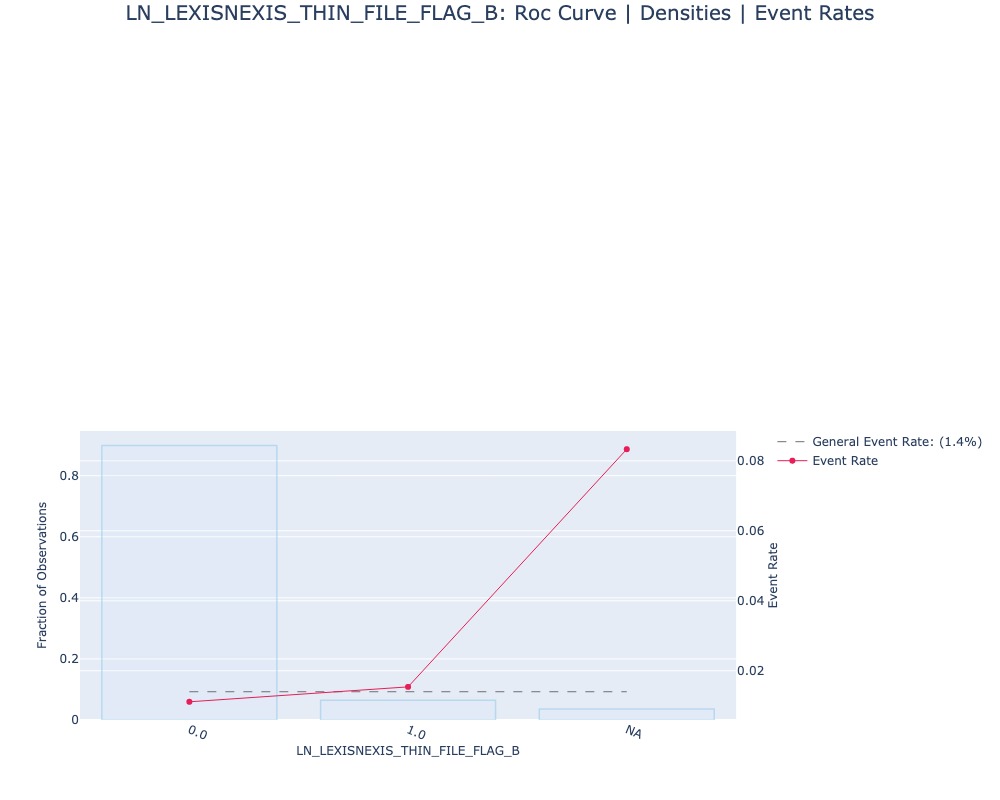 LN_LEXISNEXIS_THIN_FILE_FLAG_B: Roc Curve | Densities | Event Rates
General Event Rate: (1.4%)
Event Rate
0.8
0.6
0.4
0.2
0
Fraction of Observations
0.08
0.06
0.04
0.02
Event Rate
0.0
1.0
NA
LN_LEXISNEXIS_THIN_FILE_FLAG_B